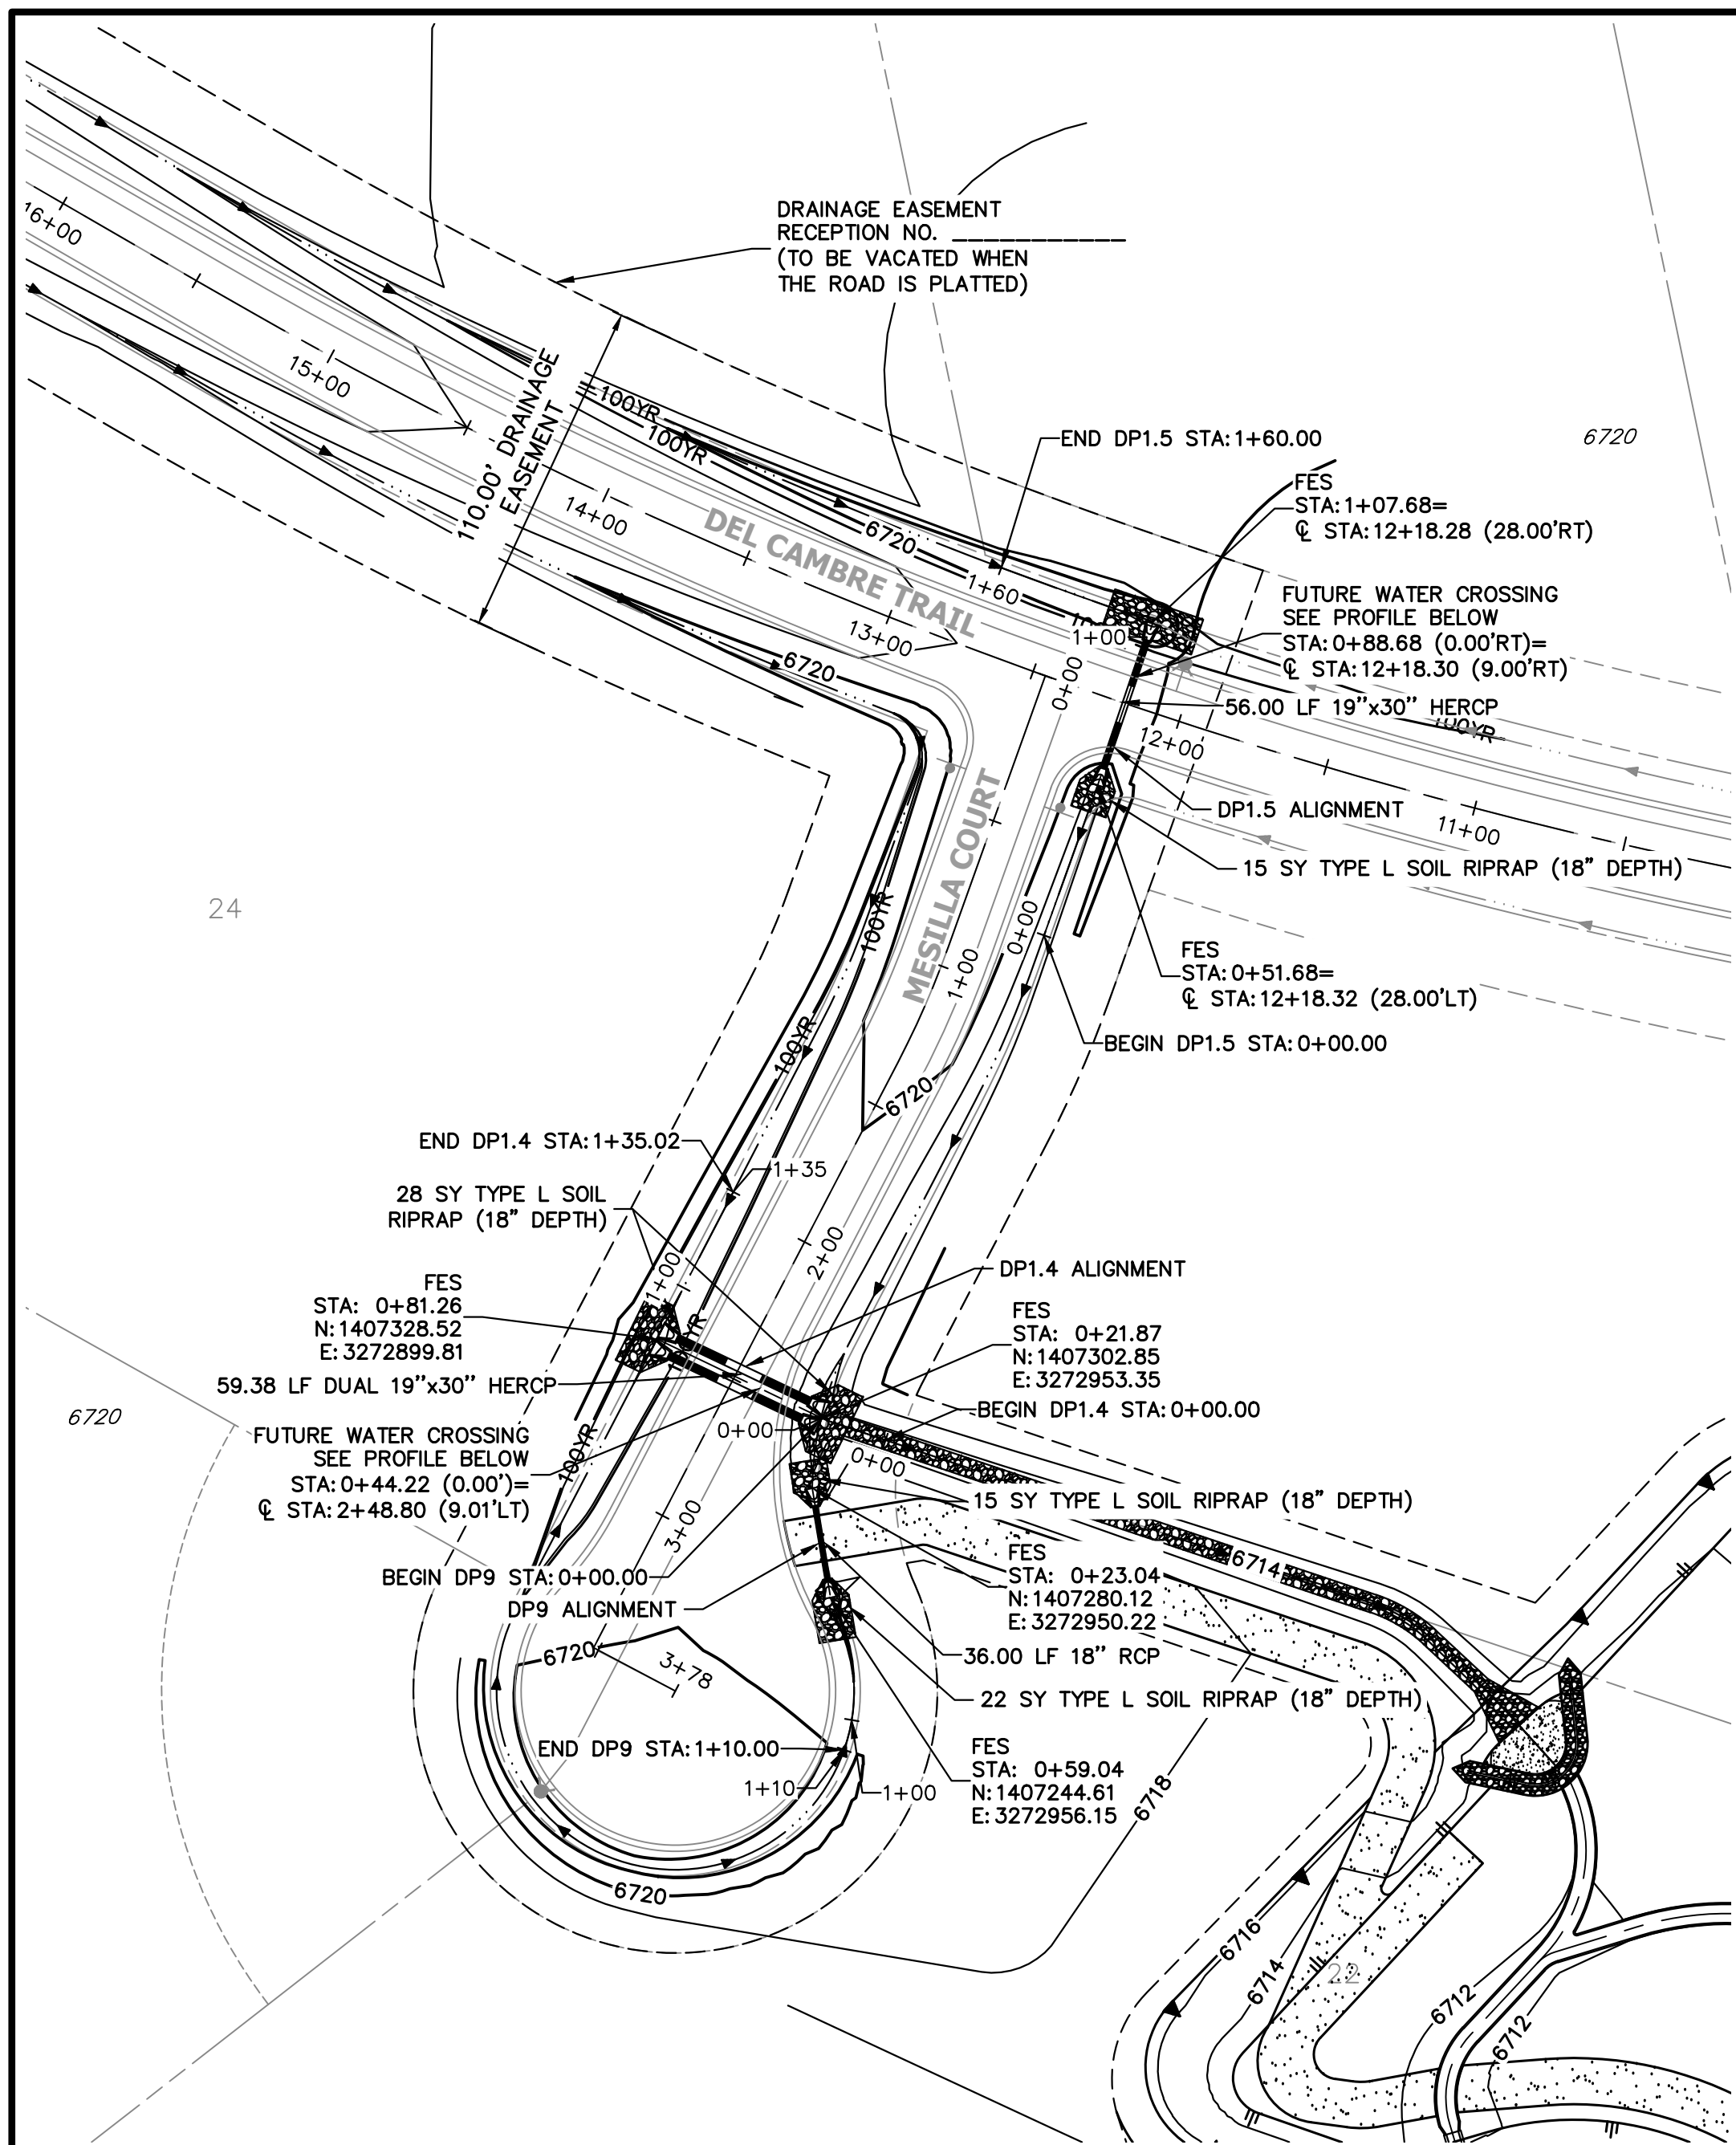 DRAINAGE EASEMENT
RECEPTION NO. ___________
(TO BE VACATED WHEN
THE ROAD IS PLATTED)
16+00
15+00
110.00' DRAINAGE
EASEMENT
100YR
100YR
END DP1.5 STA:1+60.00
6720
FES
STA:1+07.68=
℄ STA:12+18.28 (28.00'RT)
14+00
DEL CAMBRE TRAIL
6720
1+60
13+00
1+00
FUTURE WATER CROSSING
SEE PROFILE BELOW
STA:0+88.68 (0.00'RT)=
℄ STA:12+18.30 (9.00'RT)
6720
0+00
56.00 LF 19"x30" HERCP
100YR
12+00
DP1.5 ALIGNMENT
11+00
MESILLA COURT
15 SY TYPE L SOIL RIPRAP (18" DEPTH)
24
100YR
0+00
1+00
FES
STA:0+51.68=
℄ STA:12+18.32 (28.00'LT)
BEGIN DP1.5 STA:0+00.00
100YR
6720
END DP1.4 STA:1+35.02
1+35
28 SY TYPE L SOIL
RIPRAP (18" DEPTH)
2+00
1+00
DP1.4 ALIGNMENT
FES
STA: 0+81.26
N:1407328.52
E:3272899.81
FES
STA: 0+21.87
N:1407302.85
E:3272953.35
100YR
59.38 LF DUAL 19"x30" HERCP
6720
BEGIN DP1.4 STA:0+00.00
0+00
0+00
FUTURE WATER CROSSING
SEE PROFILE BELOW
STA:0+44.22 (0.00')=
℄ STA:2+48.80 (9.01'LT)
100YR
3+00
15 SY TYPE L SOIL RIPRAP (18" DEPTH)
6714
BEGIN DP9 STA:0+00.00
DP9 ALIGNMENT
FES
STA: 0+23.04
N:1407280.12
E:3272950.22
36.00 LF 18" RCP
6720
3+78
22 SY TYPE L SOIL RIPRAP (18" DEPTH)
END DP9 STA:1+10.00
1+10
1+00
FES
STA: 0+59.04
N:1407244.61
E:3272956.15
6718
6720
6716
6714
22
6712
6712